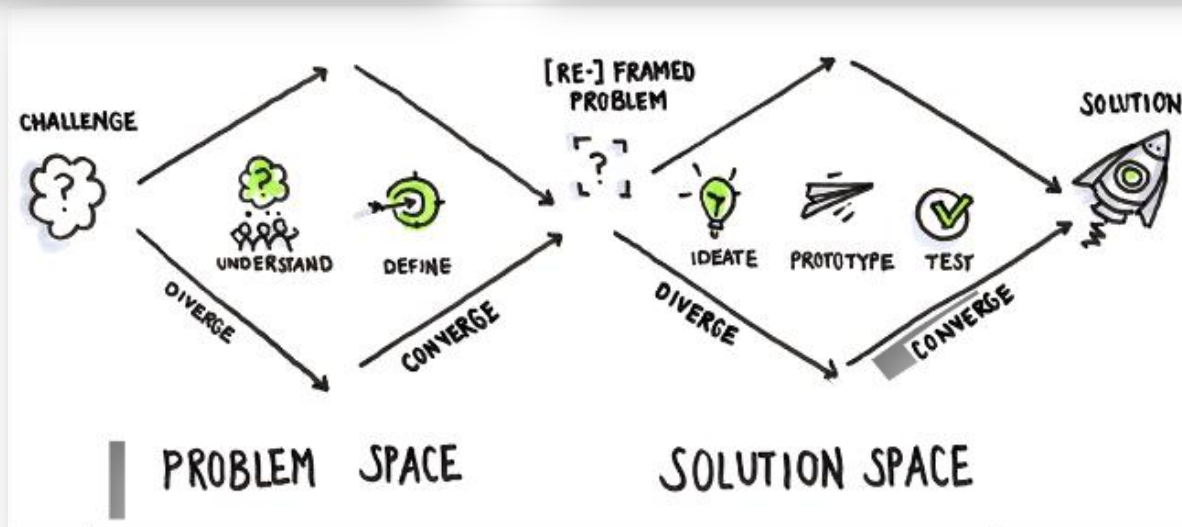 CHALLENGE
[RE-] FRAMED
PROBLEM
SOLUTION
?
?
?
UNDERSTAND
DEFINE
IDEATE
PROTOTYPE
TEST
DIVERGE
CONVERGE
DIVERGE
CONVERGE
PROBLEM SPACE
SOLUTION SPACE